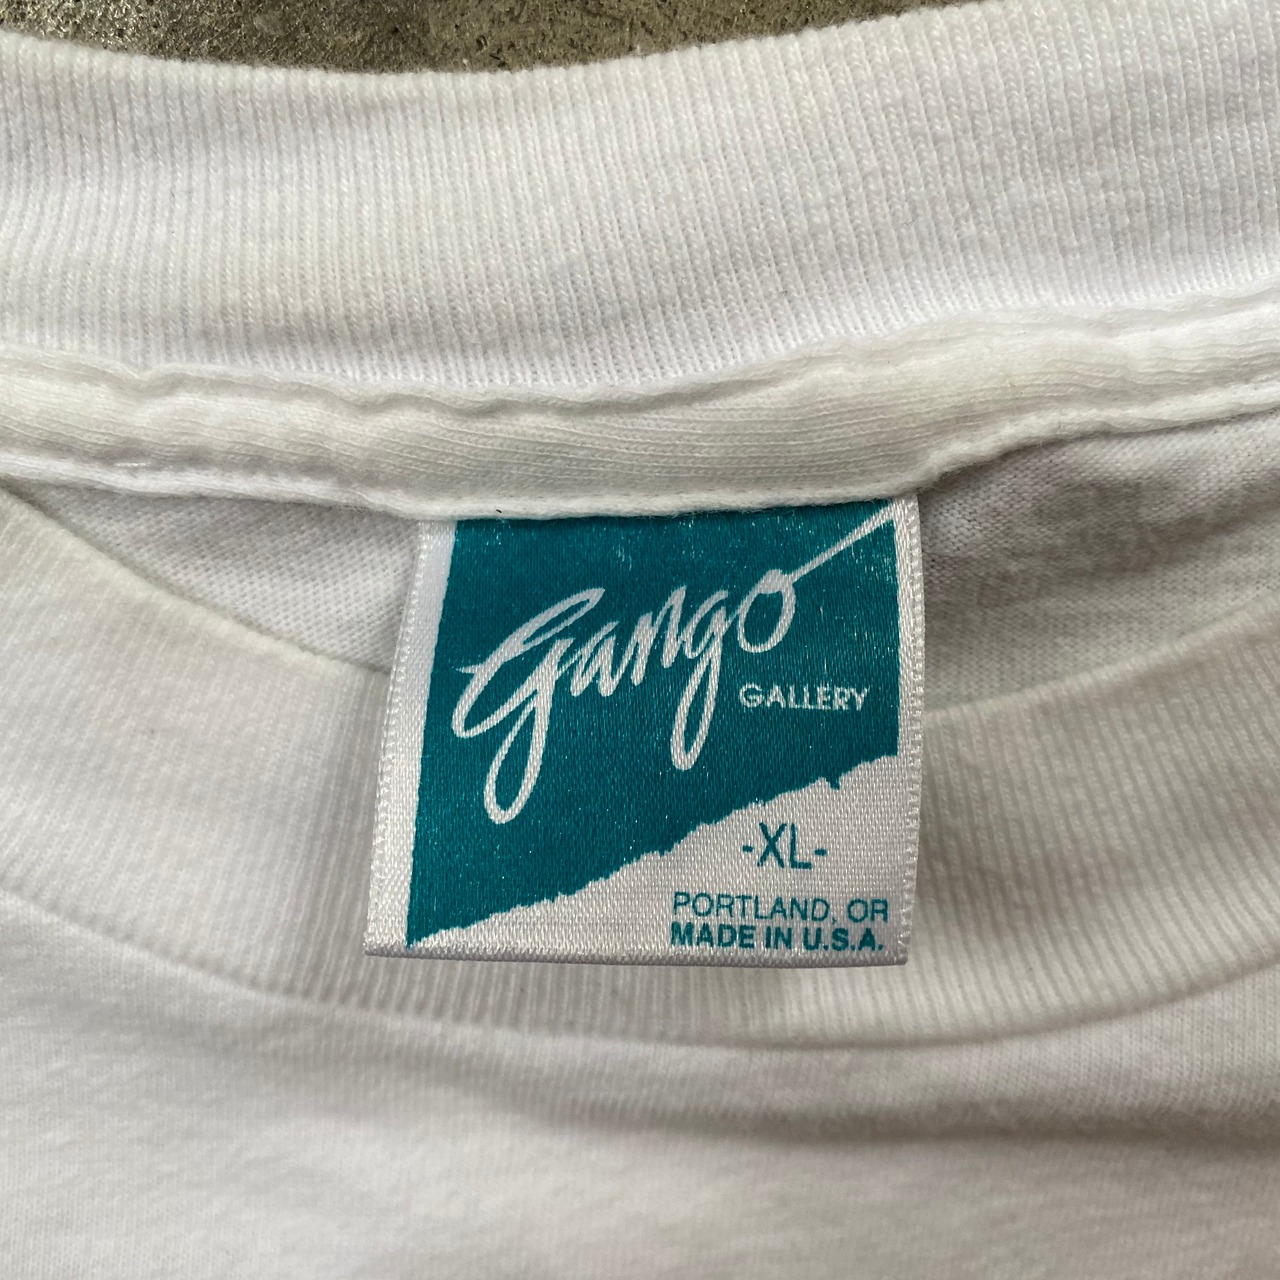 Gango
GALLERY
-XL-
PORTLAND, OR
MADE IN U.S.A.